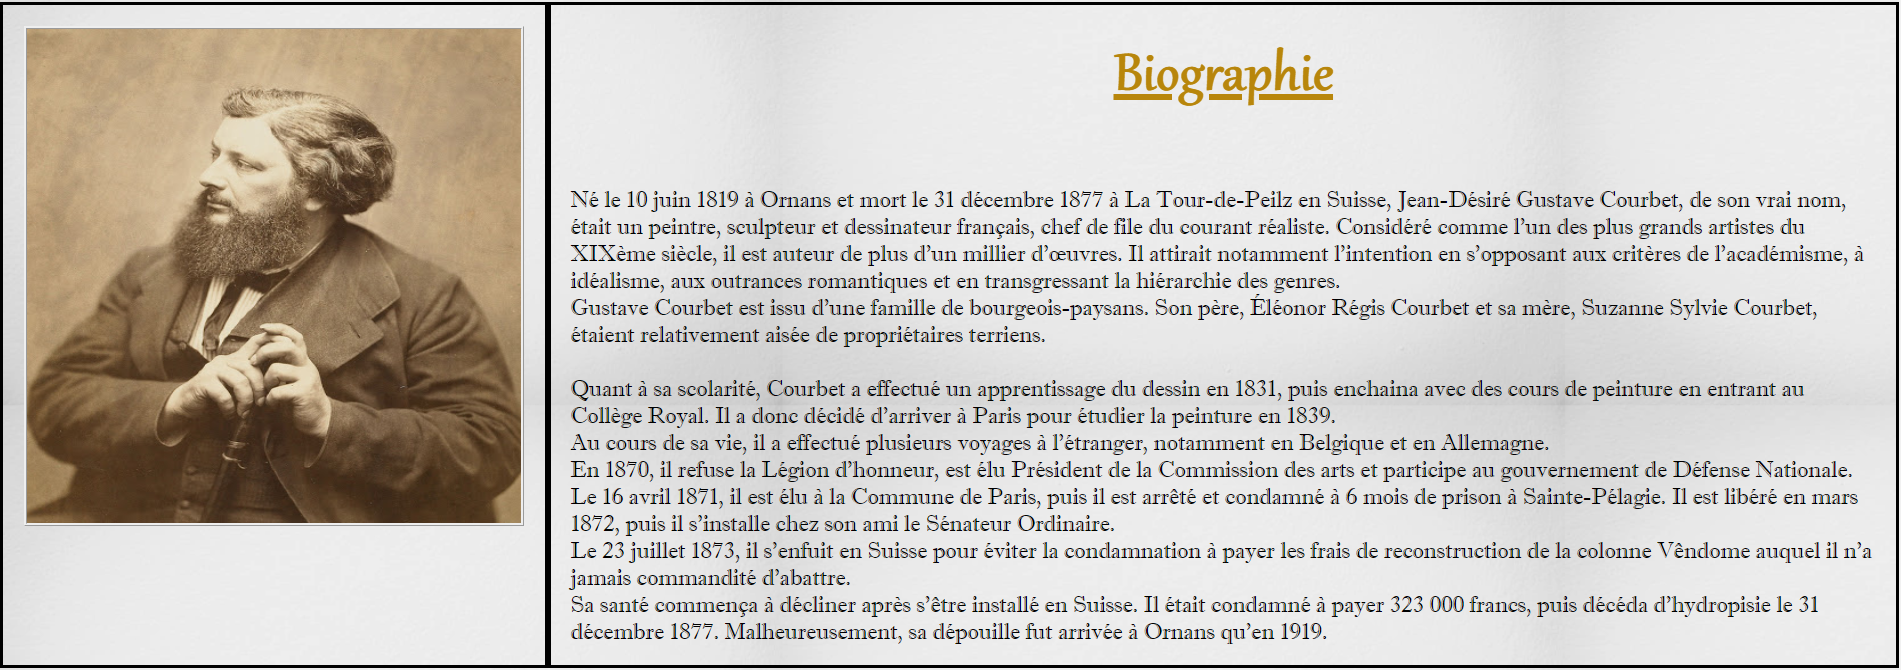 Biographie
Né le 10 juin 1819 à Ornans et mort le 31 décembre 1877 à La Tour-de-Peilz en Suisse, Jean-Désiré Gustave Courbet, de son vrai nom,
était un peintre, sculpteur et dessinateur français, chef de file du courant réaliste. Considéré comme l’un des plus grands artistes du
XIXème siècle, il est auteur de plus d’un millier d’œuvres. Il attirait notamment l’intention en s’opposant aux critères de l’académisme, à
idéalisme, aux outrances romantiques et en transgressant la hiérarchie des genres.
Gustave Courbet est issu d’une famille de bourgeois-paysans. Son père, Éléonor Régis Courbet et sa mère, Suzanne Sylvie Courbet,
étaient relativement aisée de propriétaires terriens.
Quant à sa scolarité, Courbet a effectué un apprentissage du dessin en 1831, puis enchaina avec des cours de peinture en entrant au
Collège Royal. Il a donc décidé d’arriver à Paris pour étudier la peinture en 1839.
Au cours de sa vie, il a effectué plusieurs voyages à l’étranger, notamment en Belgique et en Allemagne.
En 1870, il refuse la Légion d’honneur, est élu Président de la Commission des arts et participe au gouvernement de Défense Nationale.
Le 16 avril 1871, il est élu à la Commune de Paris, puis il est arrêté et condamné à 6 mois de prison à Sainte-Pélagie. Il est libéré en mars
1872, puis il s’installe chez son ami le Sénateur Ordinaire.
Le 23 juillet 1873, il s’enfuit en Suisse pour éviter la condamnation à payer les frais de reconstruction de la colonne Vêndome auquel il n’a
jamais commandité d’abattre.
Sa santé commença à décliner après s’être installé en Suisse. Il était condamné à payer 323 000 francs, puis décéda d’hydropisie le 31
décembre 1877. Malheureusement, sa dépouille fut arrivée à Ornans qu’en 1919.